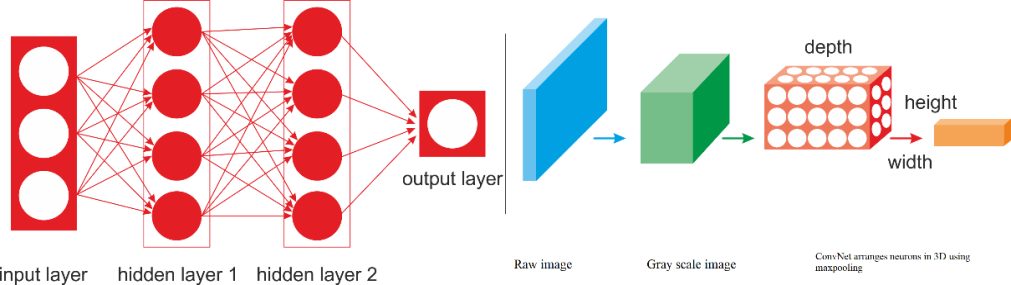 input layer
hidden layer 1
hidden layer 2
output layer
depth
height
width
Raw image
Gray scale image
ConvNet arranges neurons in 3D using
maxpooling